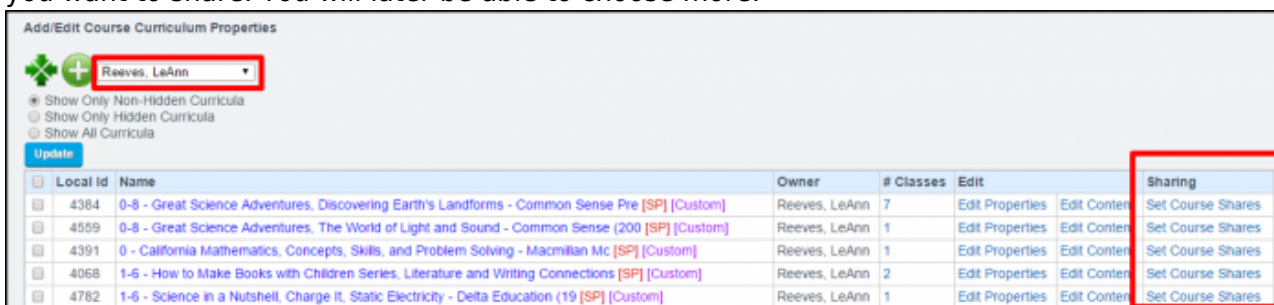 you want to share. You will later be able to choose more.
Add/Edit Course Curriculum Properties
Reeves, LeAnn
Show Only Non-Hidden Curricula
Show Only Hidden Curricula
Show All Curricula
Update
Local Id Name Owner # Classes Edit Sharing
4384 0-8 - Great Science Adventures, Discovering Earth's Landforms - Common Sense Pre [SP] [Custom] Reeves, LeAnn 7 Edit Properties Edit Conten Set Course Shares
4559 0-8 - Great Science Adventures, The World of Light and Sound - Common Sense (200 [SP] [Custom] Reeves, LeAnn 1 Edit Properties Edit Conten Set Course Shares
4391 0 - California Mathematics, Concepts, Skills, and Problem Solving - Macmillan Mc [SP] [Custom] Reeves, LeAnn 1 Edit Properties Edit Conten Set Course Shares
4068 1-6 - How to Make Books with Children Series, Literature and Writing Connections [SP] [Custom] Reeves, LeAnn 2 Edit Properties Edit Conten Set Course Shares
4782 1-6 - Science in a Nutshell, Charge It, Static Electricity - Delta Education (19 [SP] [Custom] Reeves, LeAnn 1 Edit Properties Edit Conten Set Course Shares